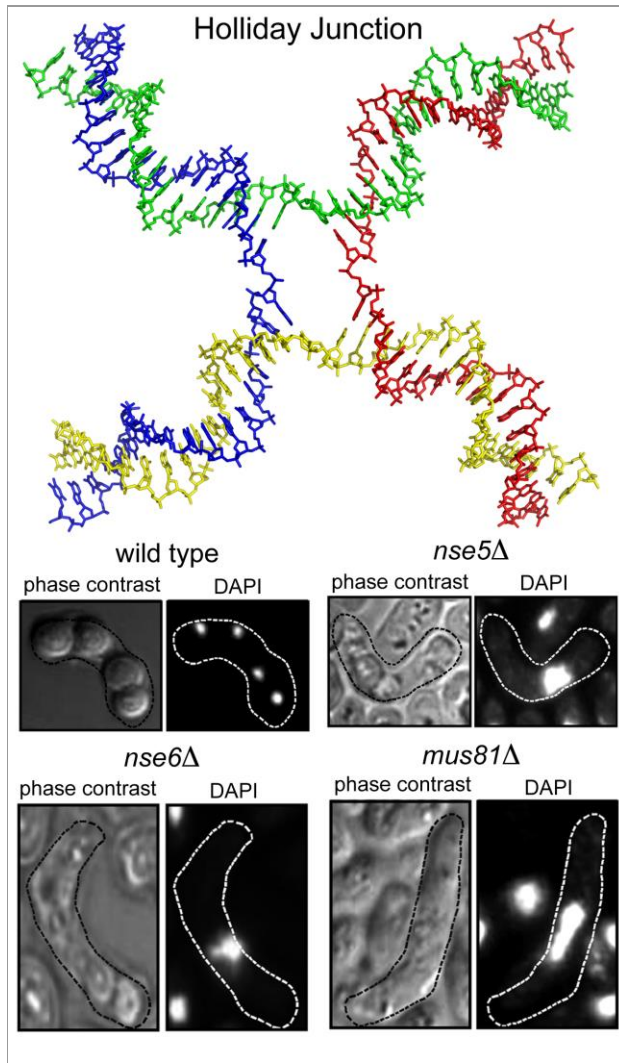 Holliday Junction
wild type
phase contrast DAPI
nse5Δ
phase contrast DAPI
nse6Δ
phase contrast DAPI
mus81Δ
phase contrast DAPI